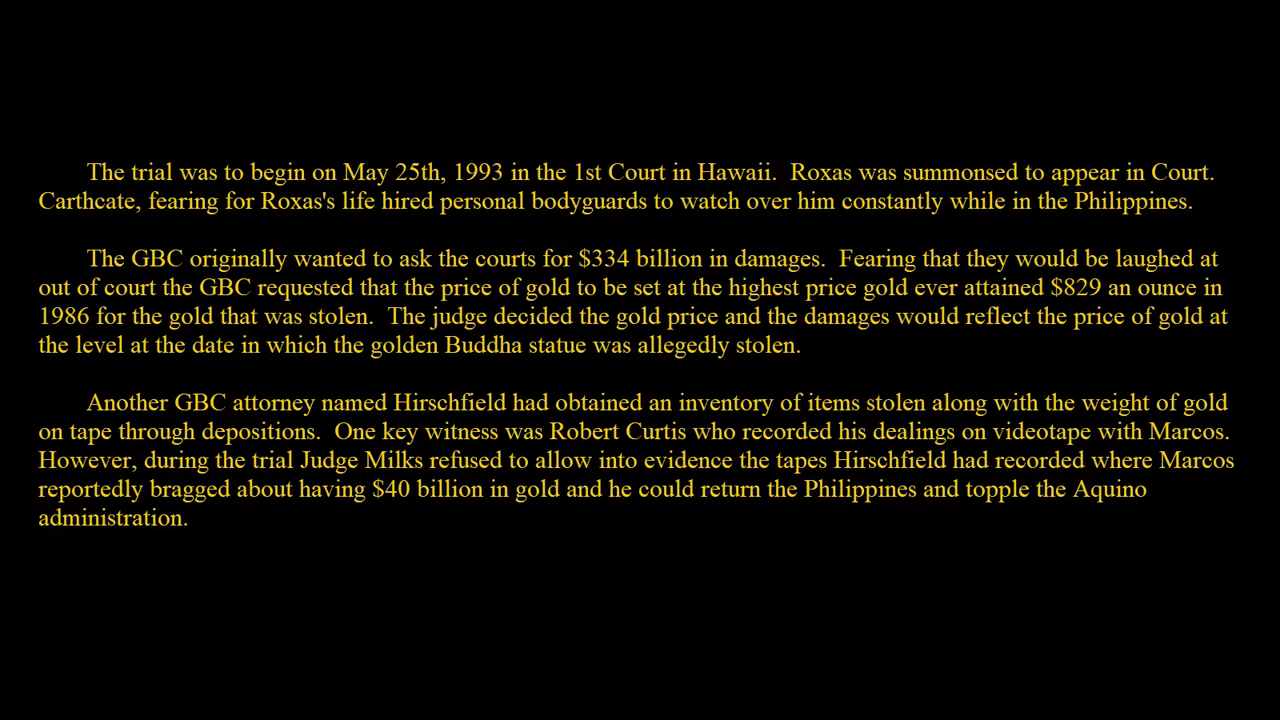 The trial was to begin on May 25th, 1993 in the 1st Court in Hawaii. Roxas was summonsed to appear in Court.
Carthcate, fearing for Roxas's life hired personal bodyguards to watch over him constantly while in the Philippines.
The GBC originally wanted to ask the courts for $334 billion in damages. Fearing that they would be laughed at
out of court the GBC requested that the price of gold to be set at the highest price gold ever attained $829 an ounce in
1986 for the gold that was stolen. The judge decided the gold price and the damages would reflect the price of gold at
the level at the date in which the golden Buddha statue was allegedly stolen.
Another GBC attorney named Hirschfield had obtained an inventory of items stolen along with the weight of gold
on tape through depositions. One key witness was Robert Curtis who recorded his dealings on videotape with Marcos.
However, during the trial Judge Milks refused to allow into evidence the tapes Hirschfield had recorded where Marcos
reportedly bragged about having $40 billion in gold and he could return the Philippines and topple the Aquino
administration.